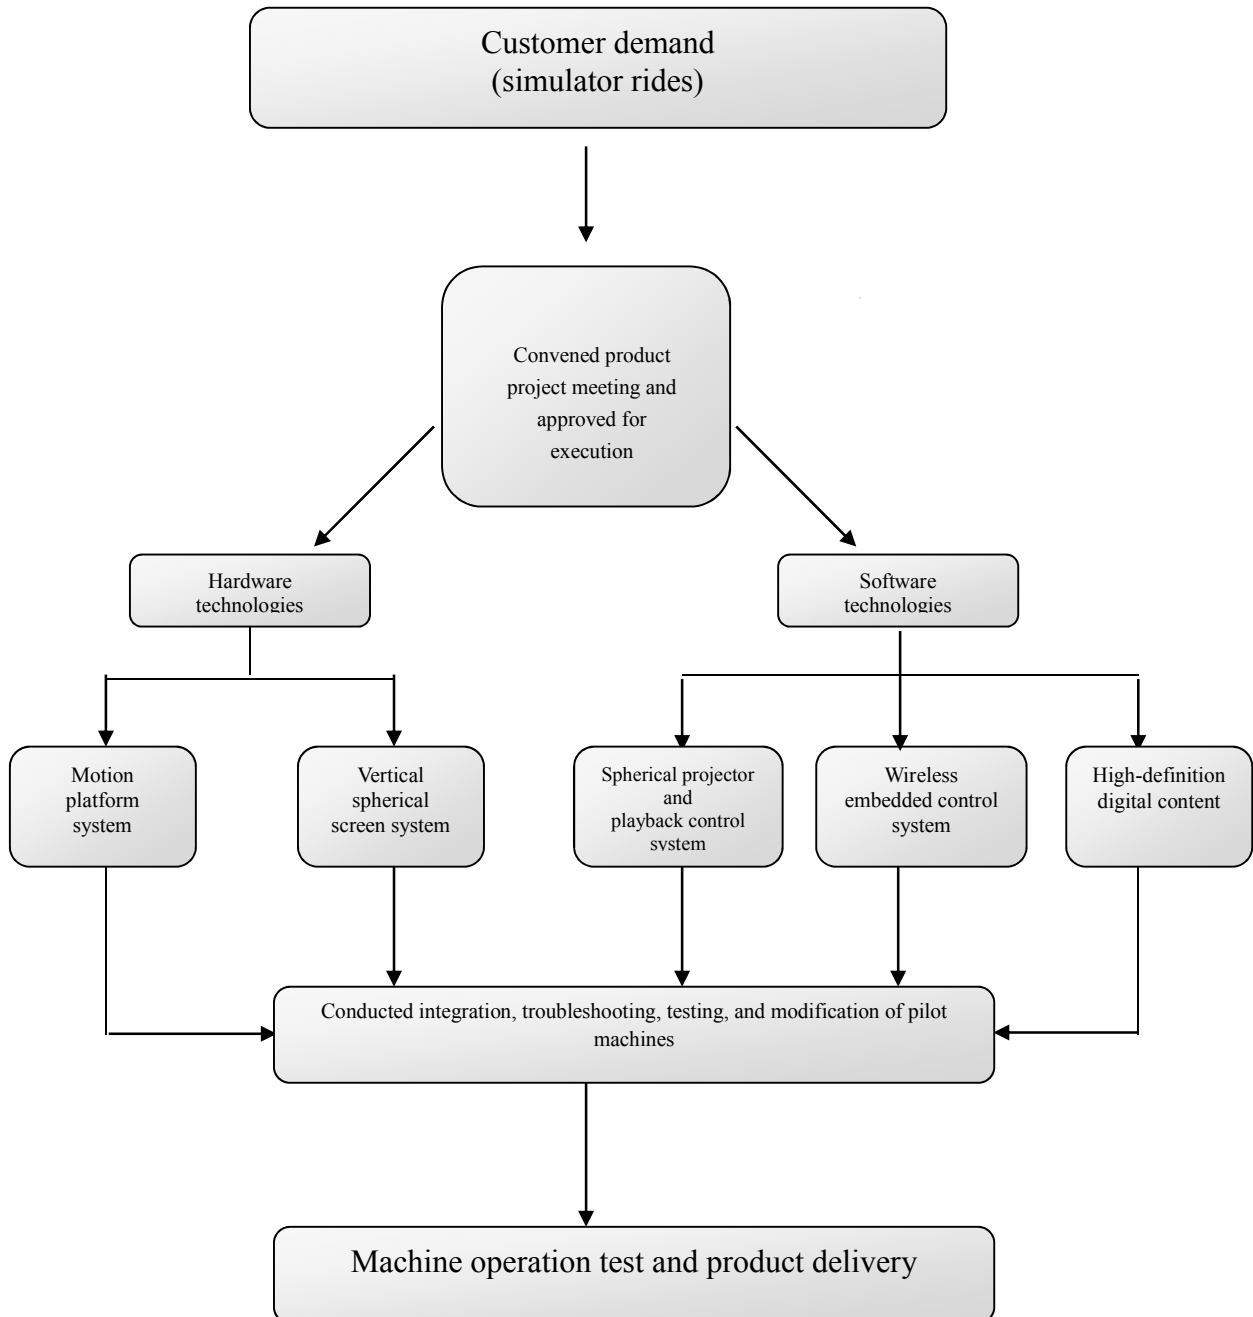 Customer demand
(simulator rides)
Convened product
project meeting and
approved for
execution
Hardware
technologies
Software
technologies
Motion
platform
system
Vertical
spherical
screen system
Spherical projector
and
playback control
system
Wireless
embedded control
system
High-definition
digital content
Conducted integration, troubleshooting, testing, and modification of pilot
machines
Machine operation test and product delivery